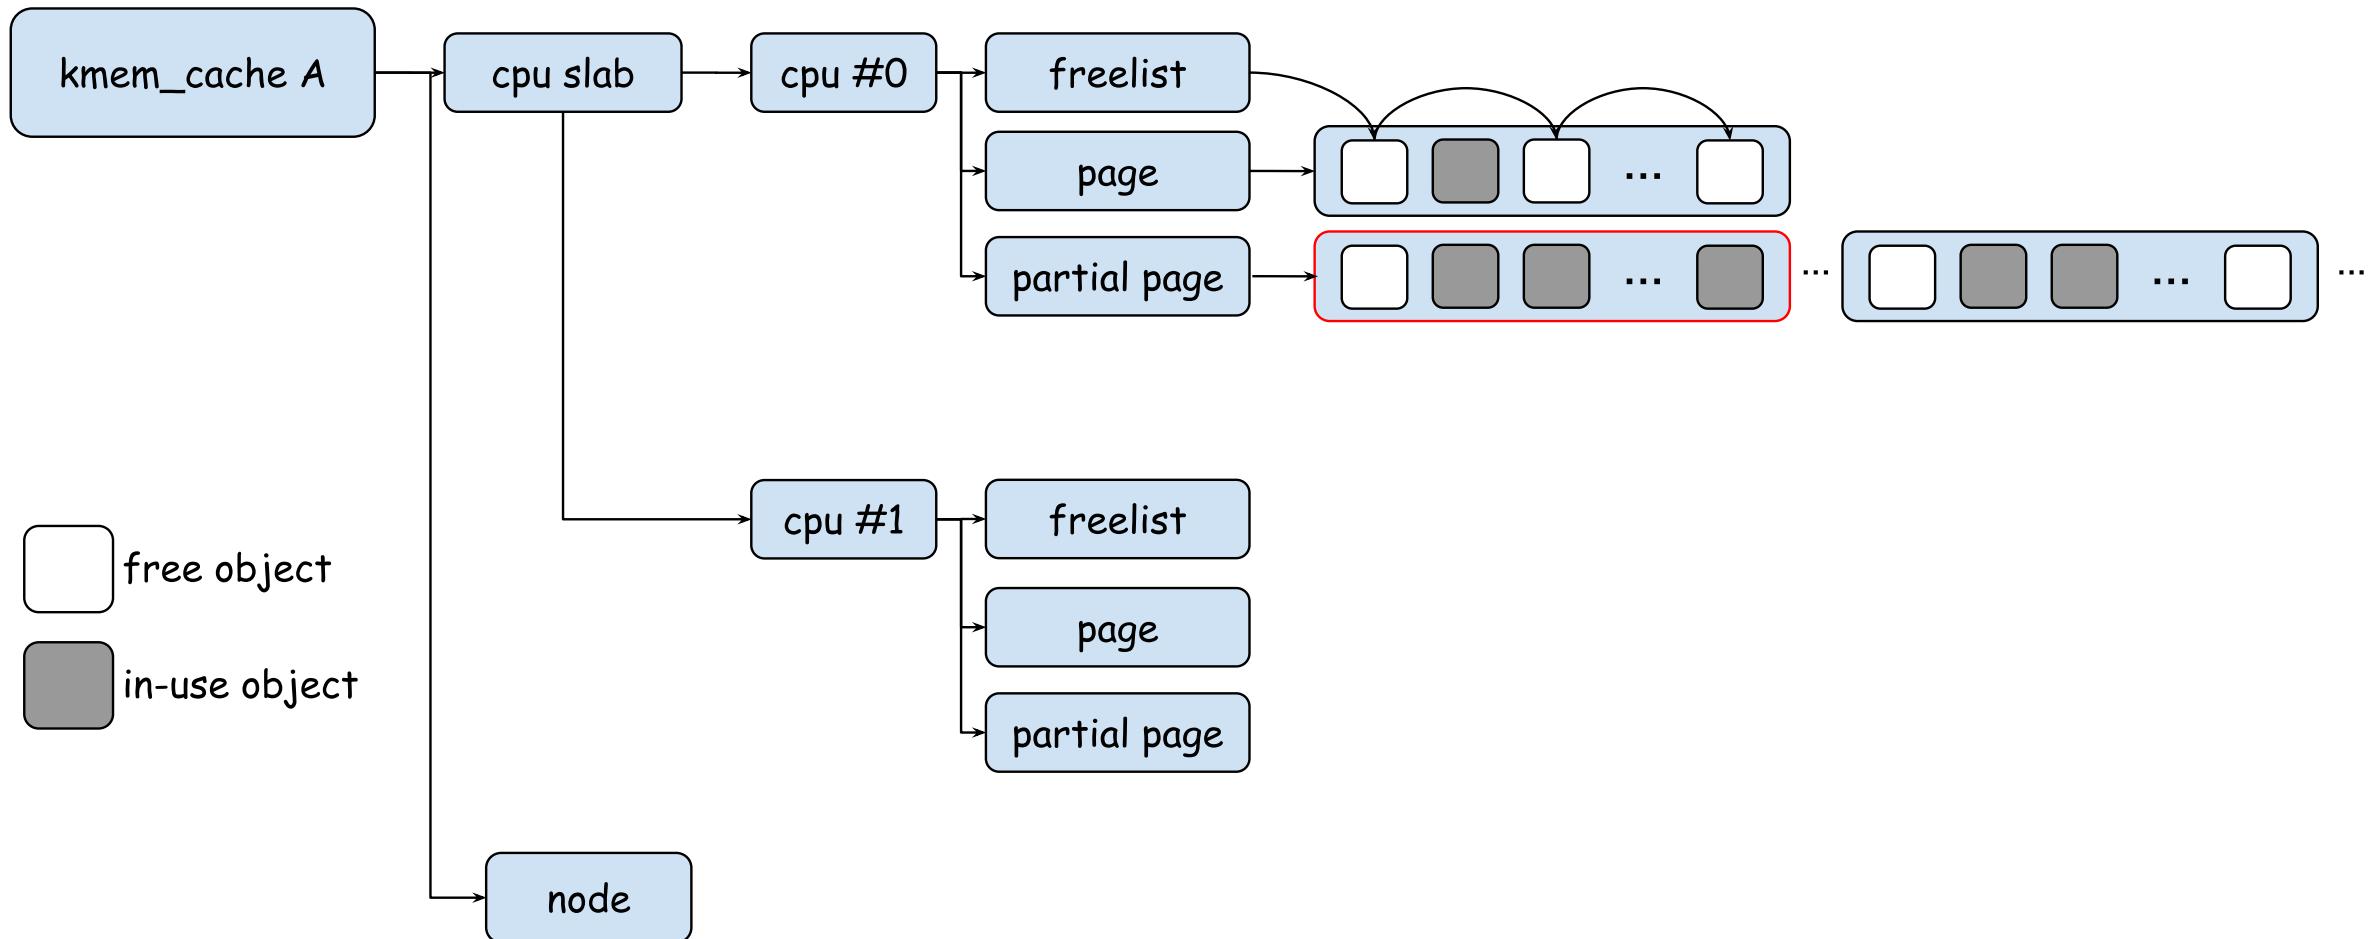 kmem_cache A
cpu slab
cpu #0
freelist
page
...
partial page
...
...
...
...
cpu #1
freelist
page
partial page
free object
in-use object
node